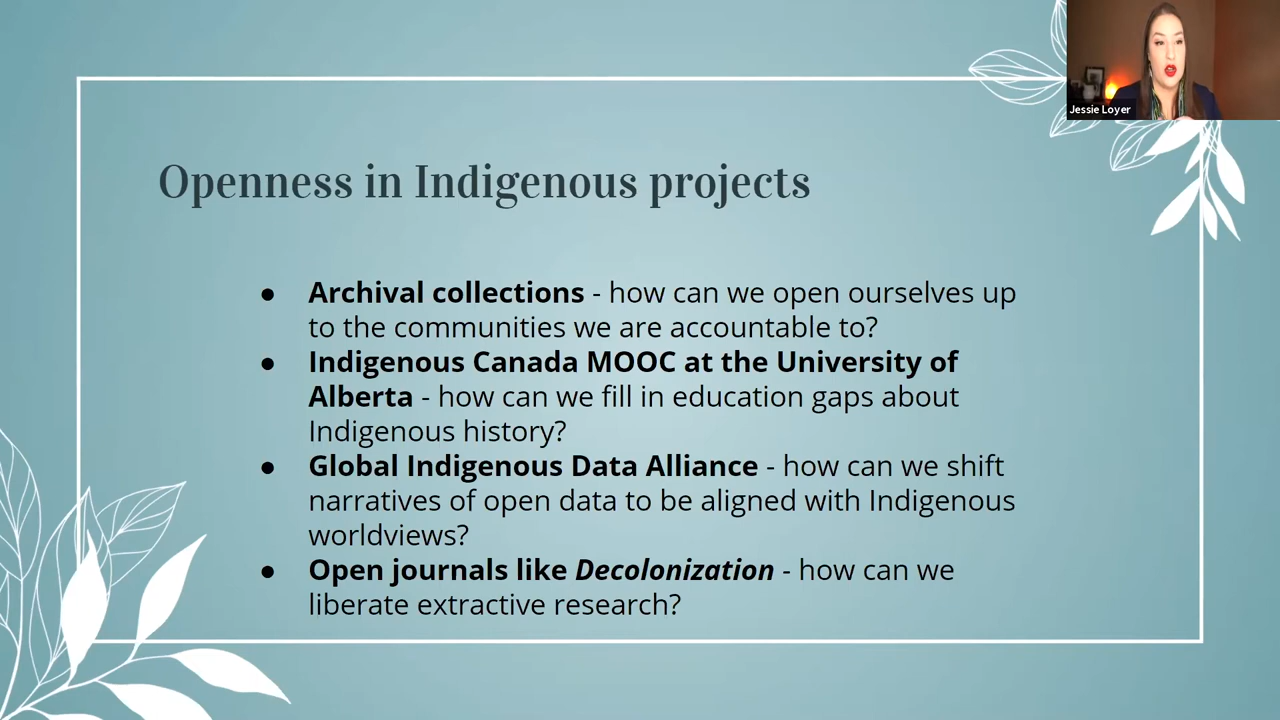 Jessie Loyer
Openness in Indigenous projects
● Archival collections - how can we open ourselves up
to the communities we are accountable to?
● Indigenous Canada MOOC at the University of
Alberta - how can we fill in education gaps about
Indigenous history?
● Global Indigenous Data Alliance - how can we shift
narratives of open data to be aligned with Indigenous
worldviews?
● Open journals like Decolonization - how can we
liberate extractive research?